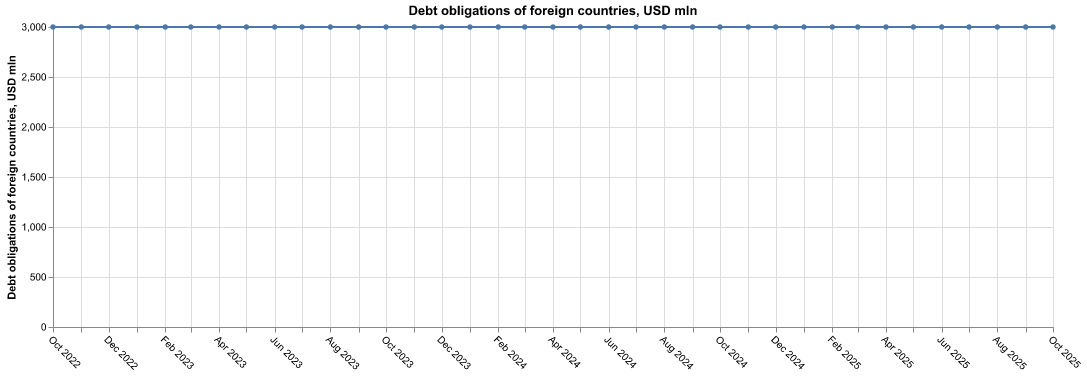 Debt obligations of foreign countries, USD mln
Debt obligations of foreign countries, USD mln
3,000
2,500
2,000
1,500
1,000
500
0
Oct 2022
Dec 2022
Feb 2023
Apr 2023
Jun 2023
Aug 2023
Oct 2023
Dec 2023
Feb 2024
Apr 2024
Jun 2024
Aug 2024
Oct 2024
Dec 2024
Feb 2025
Apr 2025
Jun 2025
Aug 2025
Oct 2025